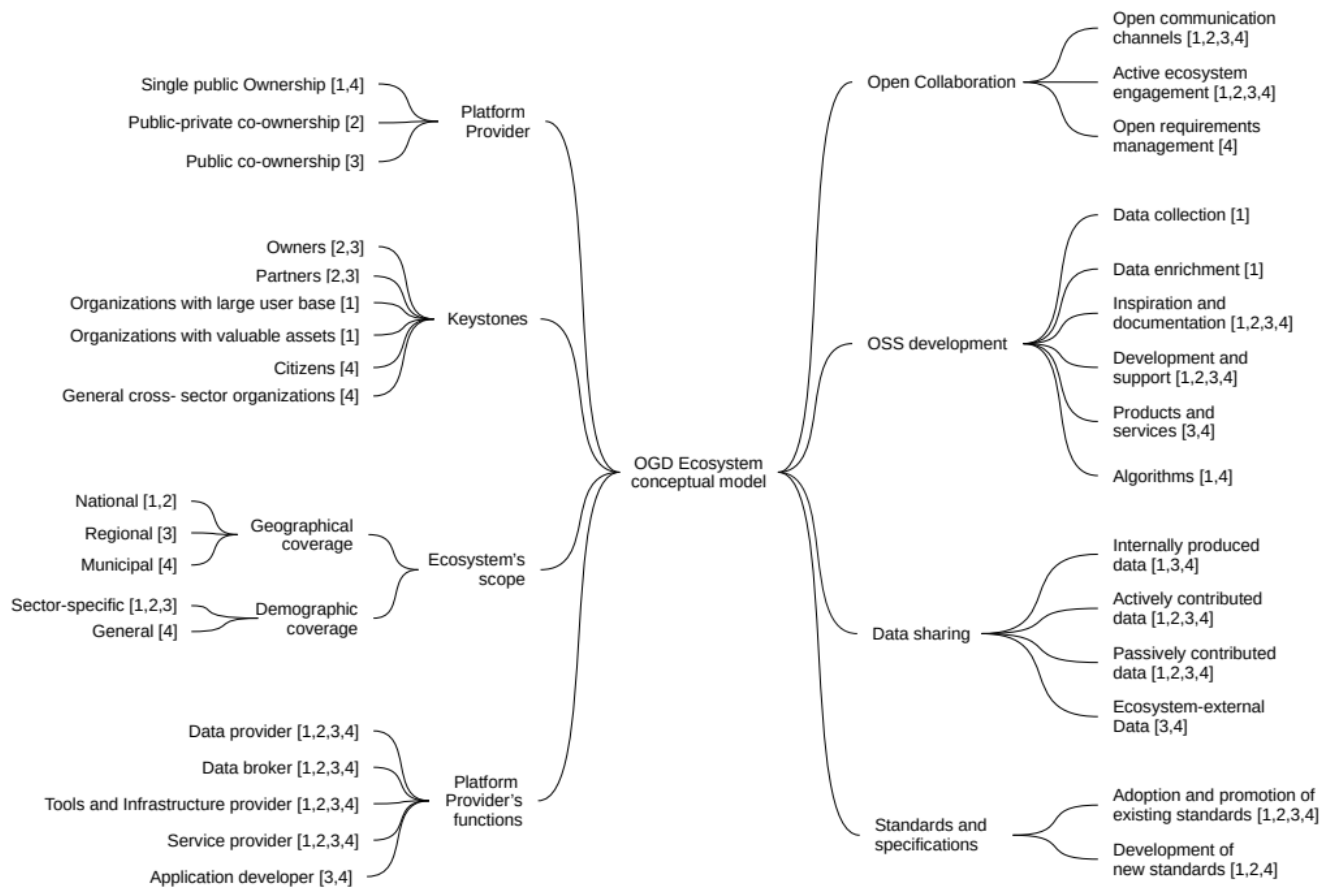 Single public Ownership [1,4]
Public-private co-ownership [2]
Public co-ownership [3]
Platform
Provider
Owners [2,3]
Partners [2,3]
Organizations with large user base [1]
Organizations with valuable assets [1]
Citizens [4]
General cross- sector organizations [4]
Keystones
National [1,2]
Regional [3]
Municipal [4]
Geographical
coverage
Sector-specific [1,2,3]
General [4]
Demographic
coverage
Ecosystem's
scope
Data provider [1,2,3,4]
Data broker [1,2,3,4]
Tools and Infrastructure provider [1,2,3,4]
Service provider [1,2,3,4]
Application developer [3,4]
Platform
Provider's
functions
OGD Ecosystem
conceptual model
Open Collaboration
Open communication
channels [1,2,3,4]
Active ecosystem
engagement [1,2,3,4]
Open requirements
management [4]
OSS development
Data collection [1]
Data enrichment [1]
Inspiration and
documentation [1,2,3,4]
Development and
support [1,2,3,4]
Products and
services [3,4]
Algorithms [1,4]
Data sharing
Internally produced
data [1,3,4]
Actively contributed
data [1,2,3,4]
Passively contributed
data [1,2,3,4]
Ecosystem-external
Data [3,4]
Standards and
specifications
Adoption and promotion of
existing standards [1,2,3,4]
Development of
new standards [1,2,4]